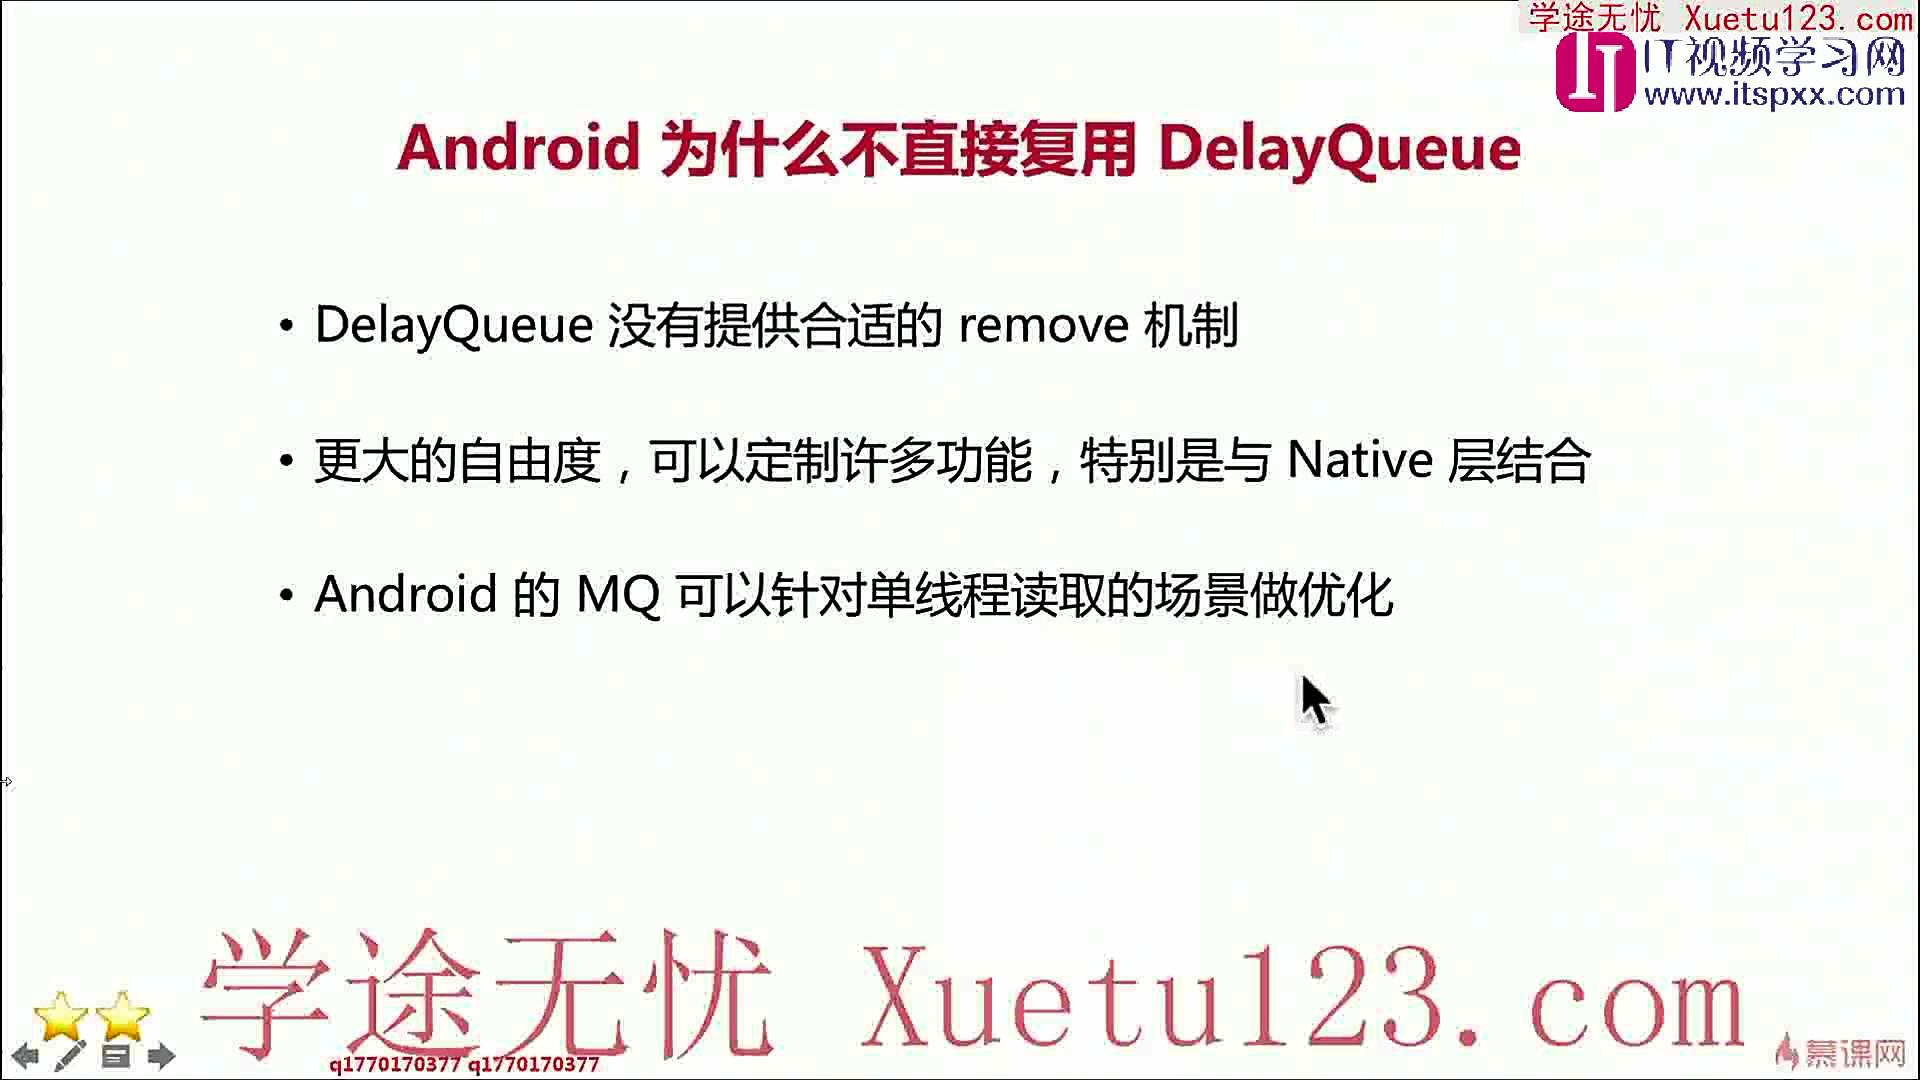 学途无忧 Xuetu123.com
IT视频学习网
www.itspxx.com
Android 为什么不直接复用 DelayQueue
• DelayQueue 没有提供合适的 remove 机制
• 更大的自由度，可以定制许多功能，特别是与 Native 层结合
• Android 的 MQ 可以针对单线程读取的场景做优化
学途无忧 Xuetu123.com
q1770170377 q1770170377
慕课网